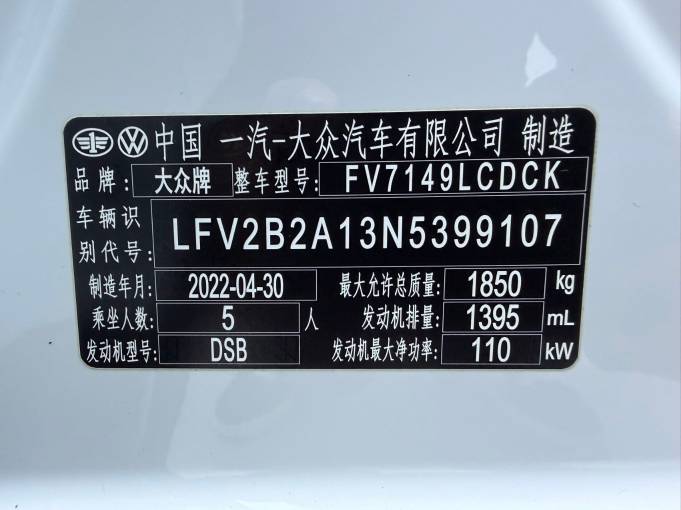 中国 一汽-大众汽车有限公司 制造
品牌: 大众牌 整车型号: FV7149LCDCK
车辆识别代号: LFV2B2A13N5399107
制造年月: 2022-04-30 最大允许总质量: 1850 kg
乘坐人数: 5 人 发动机排量: 1395 mL
发动机型号: DSB 发动机最大净功率: 110 kW